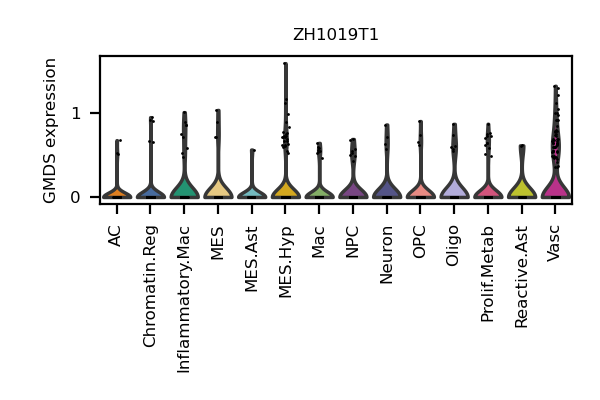 ZH1019T1
GMDS expression
1
0
AC
Chromatin.Reg
Inflammatory.Mac
MES
MES.Ast
MES.Hyp
Mac
NPC
Neuron
OPC
Oligo
Prolif.Metab
Reactive.Ast
Vasc